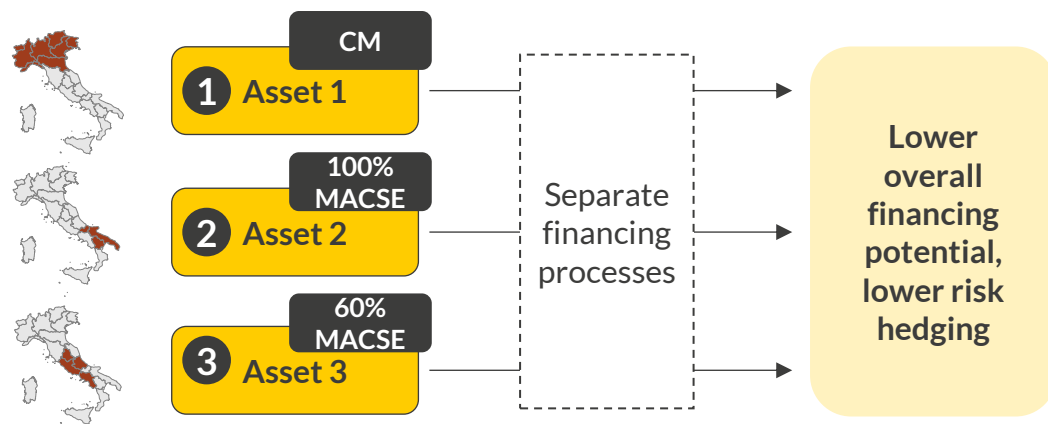 CM
1 Asset 1
100%
MACSE
2 Asset 2
60%
MACSE
3 Asset 3
Separate
financing
processes
Lower
overall
financing
potential,
lower risk
hedging